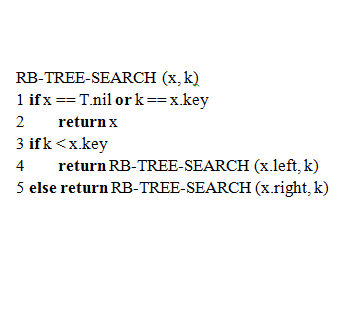 RB-TREE-SEARCH (x, k)
1 if x == T.nil or k == x.key
2 return x
3 if k < x.key
4 return RB-TREE-SEARCH (x.left, k)
5 else return RB-TREE-SEARCH (x.right, k)